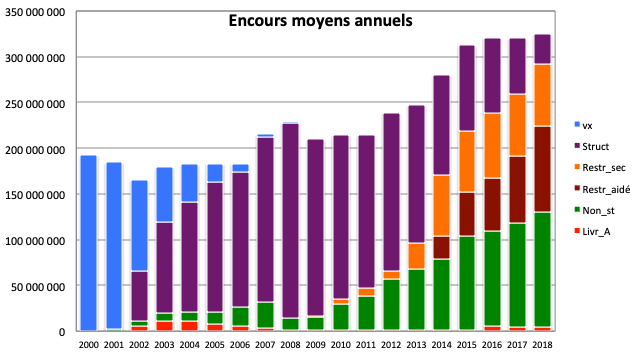 Encours moyens annuels
350 000 000
300 000 000
250 000 000
200 000 000
150 000 000
100 000 000
50 000 000
0
2000 2001 2002 2003 2004 2005 2006 2007 2008 2009 2010 2011 2012 2013 2014 2015 2016 2017 2018
vx
Struct
Restr_sec
Restr_aidé
Non_st
Livr_A